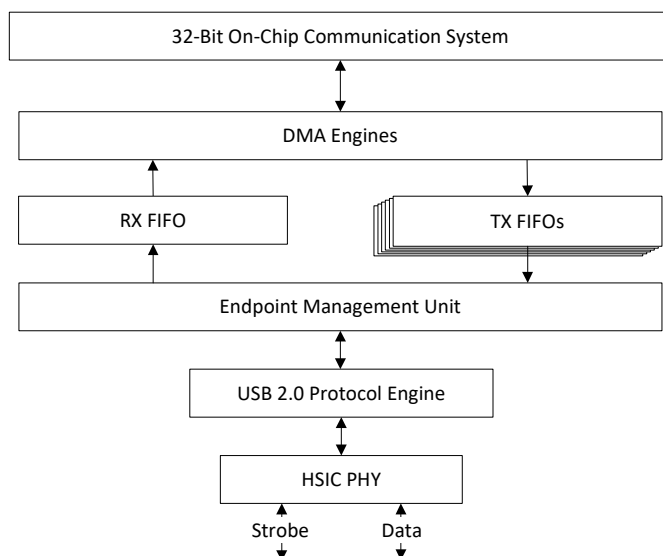 32-Bit On-Chip Communication System
DMA Engines
RX FIFO
TX FIFOs
Endpoint Management Unit
USB 2.0 Protocol Engine
HSIC PHY
Strobe
Data